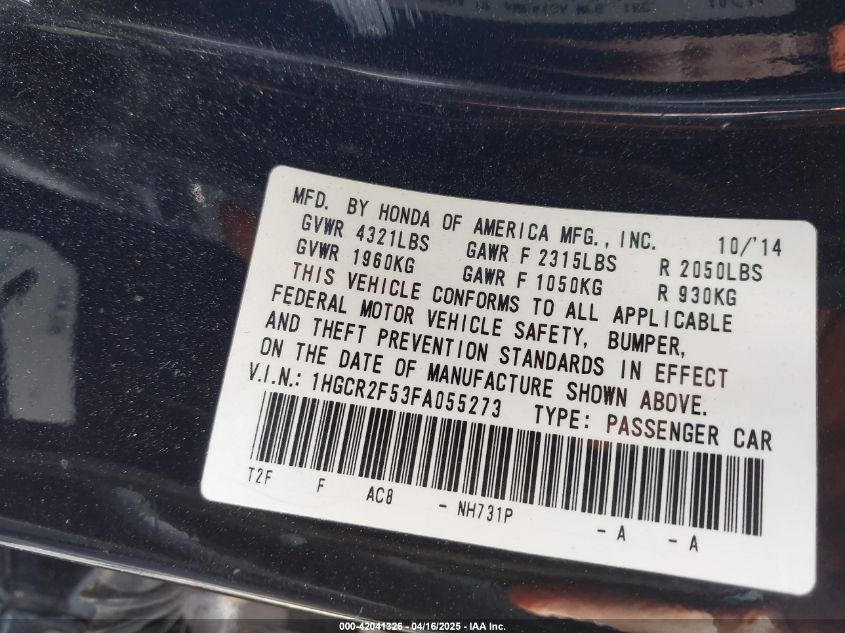 MFD. BY HONDA OF AMERICA MFG., INC. 10/'14
GVWR 4321LBS GAWR F 2315LBS R 2050LBS
GVWR 1960KG GAWR F 1050KG R 930KG
THIS VEHICLE CONFORMS TO ALL APPLICABLE
FEDERAL MOTOR VEHICLE SAFETY, BUMPER,
AND THEFT PREVENTION STANDARDS IN EFFECT
ON THE DATE OF MANUFACTURE SHOWN ABOVE.
V.I.N.: 1HGCR2F53FA055273 TYPE: PASSENGER CAR
T2F F AC8 - NH731P - A - A
000-42041326 - 04/16/2025 - IAA Inc.